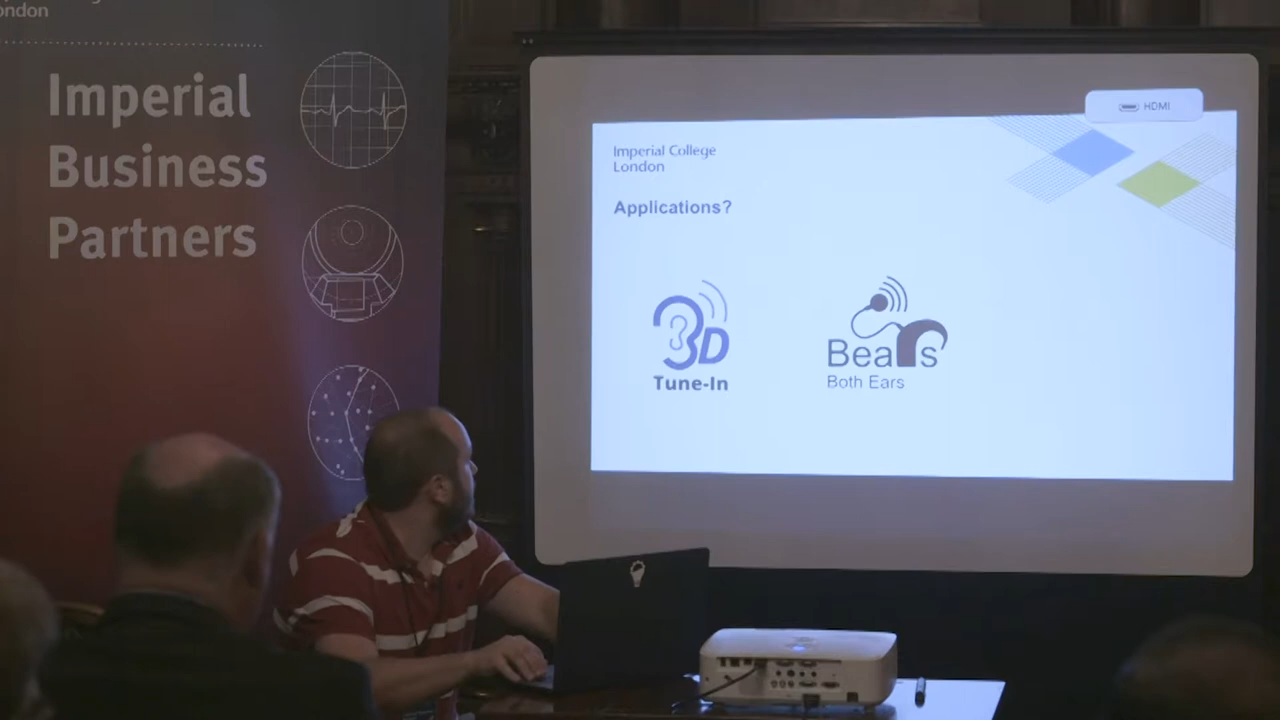 London
Imperial
Business
Partners
HDMI
Imperial College
London
Applications?
3D
Tune-In
Bears
Both Ears